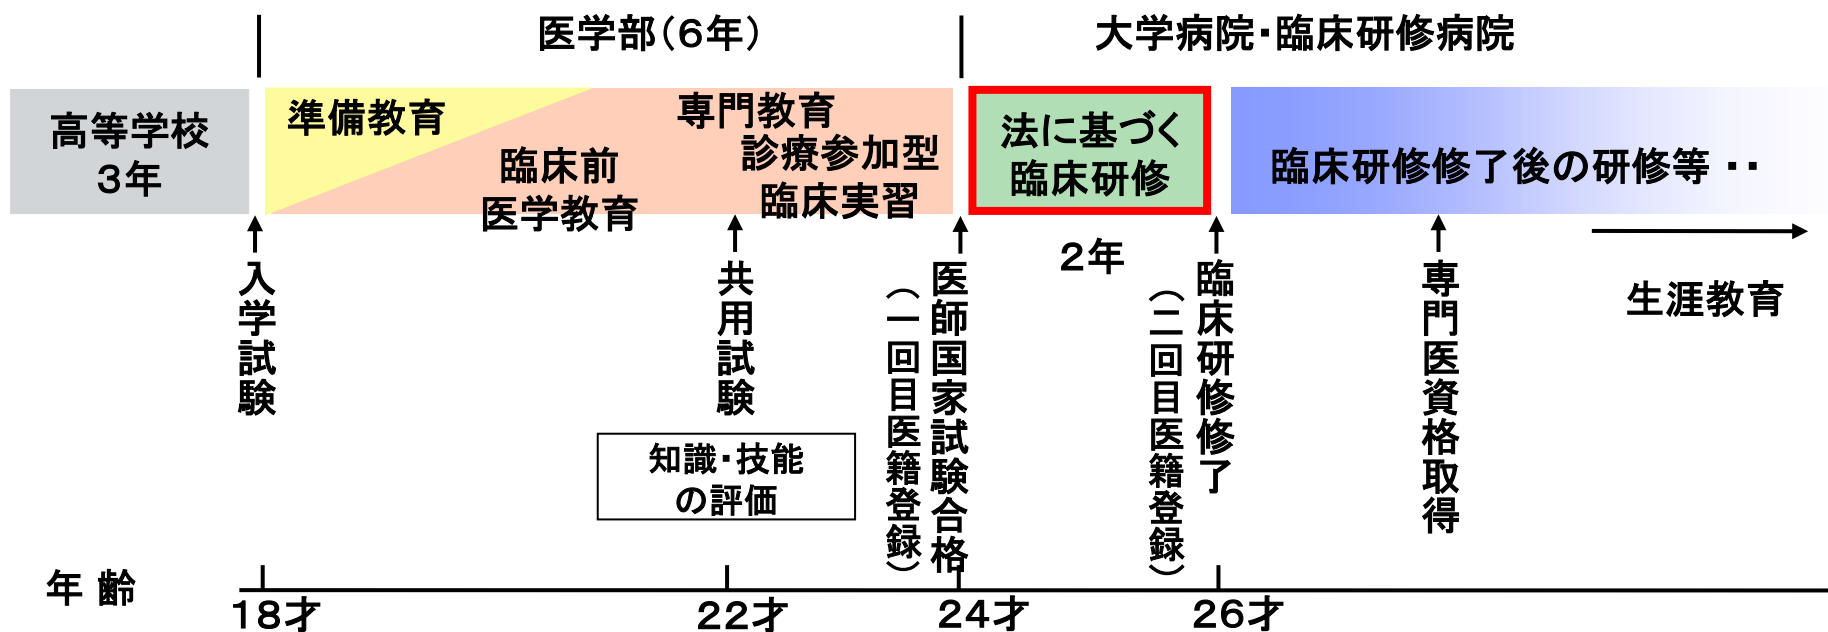 医学部（６年）
大学病院・臨床研修病院
高等学校
３年
準備教育
臨床前
医学教育
専門教育
診療参加型
臨床実習
法に基づく
臨床研修
臨床研修修了後の研修等 ・・
２年
入学試験
共用試験
知識・技能
の評価
医師国家試験合格
（一回目医籍登録）
臨床研修修了
（二回目医籍登録）
専門医資格取得
生涯教育
年 齢
１８才
２２才
２４才
２６才